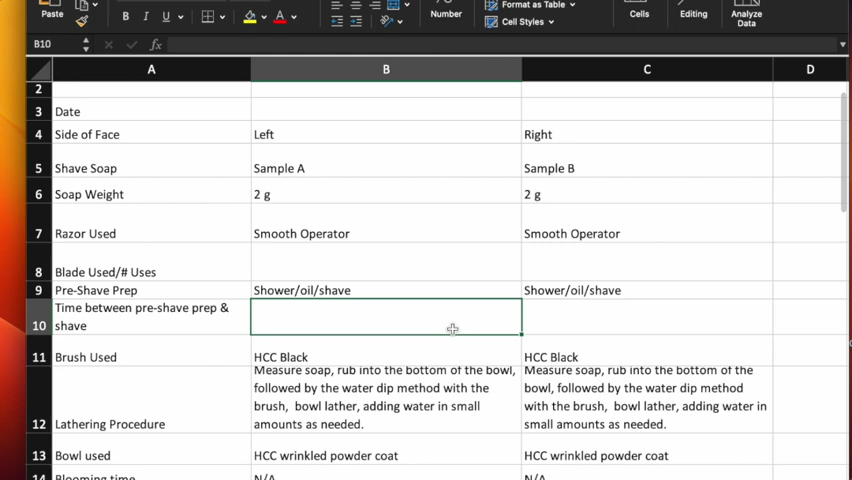 Paste
B I U
A
Number
Format as Table
Cell Styles
Cells
Editing
Analyze
Data
B10
fx
A B C D
2
3 Date
4 Side of Face Left Right
5 Shave Soap Sample A Sample B
6 Soap Weight 2 g 2 g
7 Razor Used Smooth Operator Smooth Operator
8 Blade Used/# Uses
9 Pre-Shave Prep Shower/oil/shave Shower/oil/shave
Time between pre-shave prep &
10 shave
11 Brush Used HCC Black HCC Black
Measure soap, rub into the bottom of the bowl, Measure soap, rub into the bottom of the
followed by the water dip method with the bowl, followed by the water dip method
brush, bowl lather, adding water in small with the brush, bowl lather, adding water in
12 Lathering Procedure amounts as needed. small amounts as needed.
13 Bowl used HCC wrinkled powder coat HCC wrinkled powder coat
14 Blooming time N/A N/A